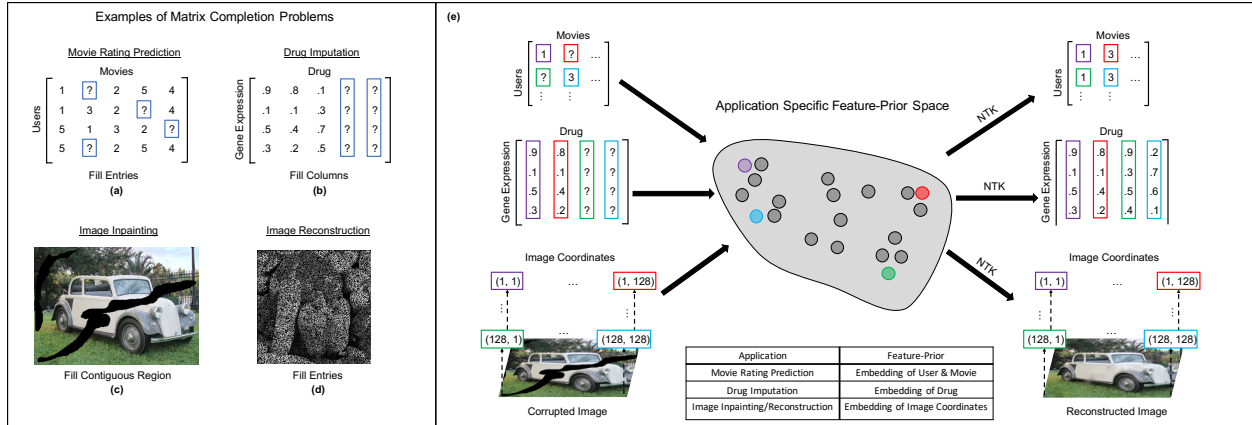 Examples of Matrix Completion Problems
Movie Rating Prediction
Movies
Users
1 ? 2 5 4
1 3 2 ? 4
5 1 3 2 ?
5 ? 2 5 4
Fill Entries
(a)
Drug Imputation
Drug
Gene Expression
.9 .8 .1 ? ?
.1 .1 .3 ? ?
.5 .4 .7 ? ?
.3 .2 .5 ? ?
Fill Columns
(b)
Image Inpainting
Fill Contiguous Region
(c)
Image Reconstruction
Fill Entries
(d)
(e)
Movies
Users
1 ? ...
? 3 ...
⋮ ⋮
Drug
Gene Expression
.9 .8 ? ?
.1 .1 ? ?
.5 .4 ? ?
.3 .2 ? ?
Image Coordinates
(1, 1) ... (1, 128)
⋮ ⋮
(128, 1) ... (128, 128)
Corrupted Image
Application Specific Feature-Prior Space
Application Feature-Prior
Movie Rating Prediction Embedding of User & Movie
Drug Imputation Embedding of Drug
Image Inpainting/Reconstruction Embedding of Image Coordinates
NTK
NTK
NTK
Movies
Users
1 3 ...
1 3 ...
⋮ ⋮
Drug
Gene Expression
.9 .8 .9 .2
.1 .1 .3 .7
.5 .4 .5 .6
.3 .2 .4 .1
Image Coordinates
(1, 1) ... (1, 128)
⋮ ⋮
(128, 1) ... (128, 128)
Reconstructed Image